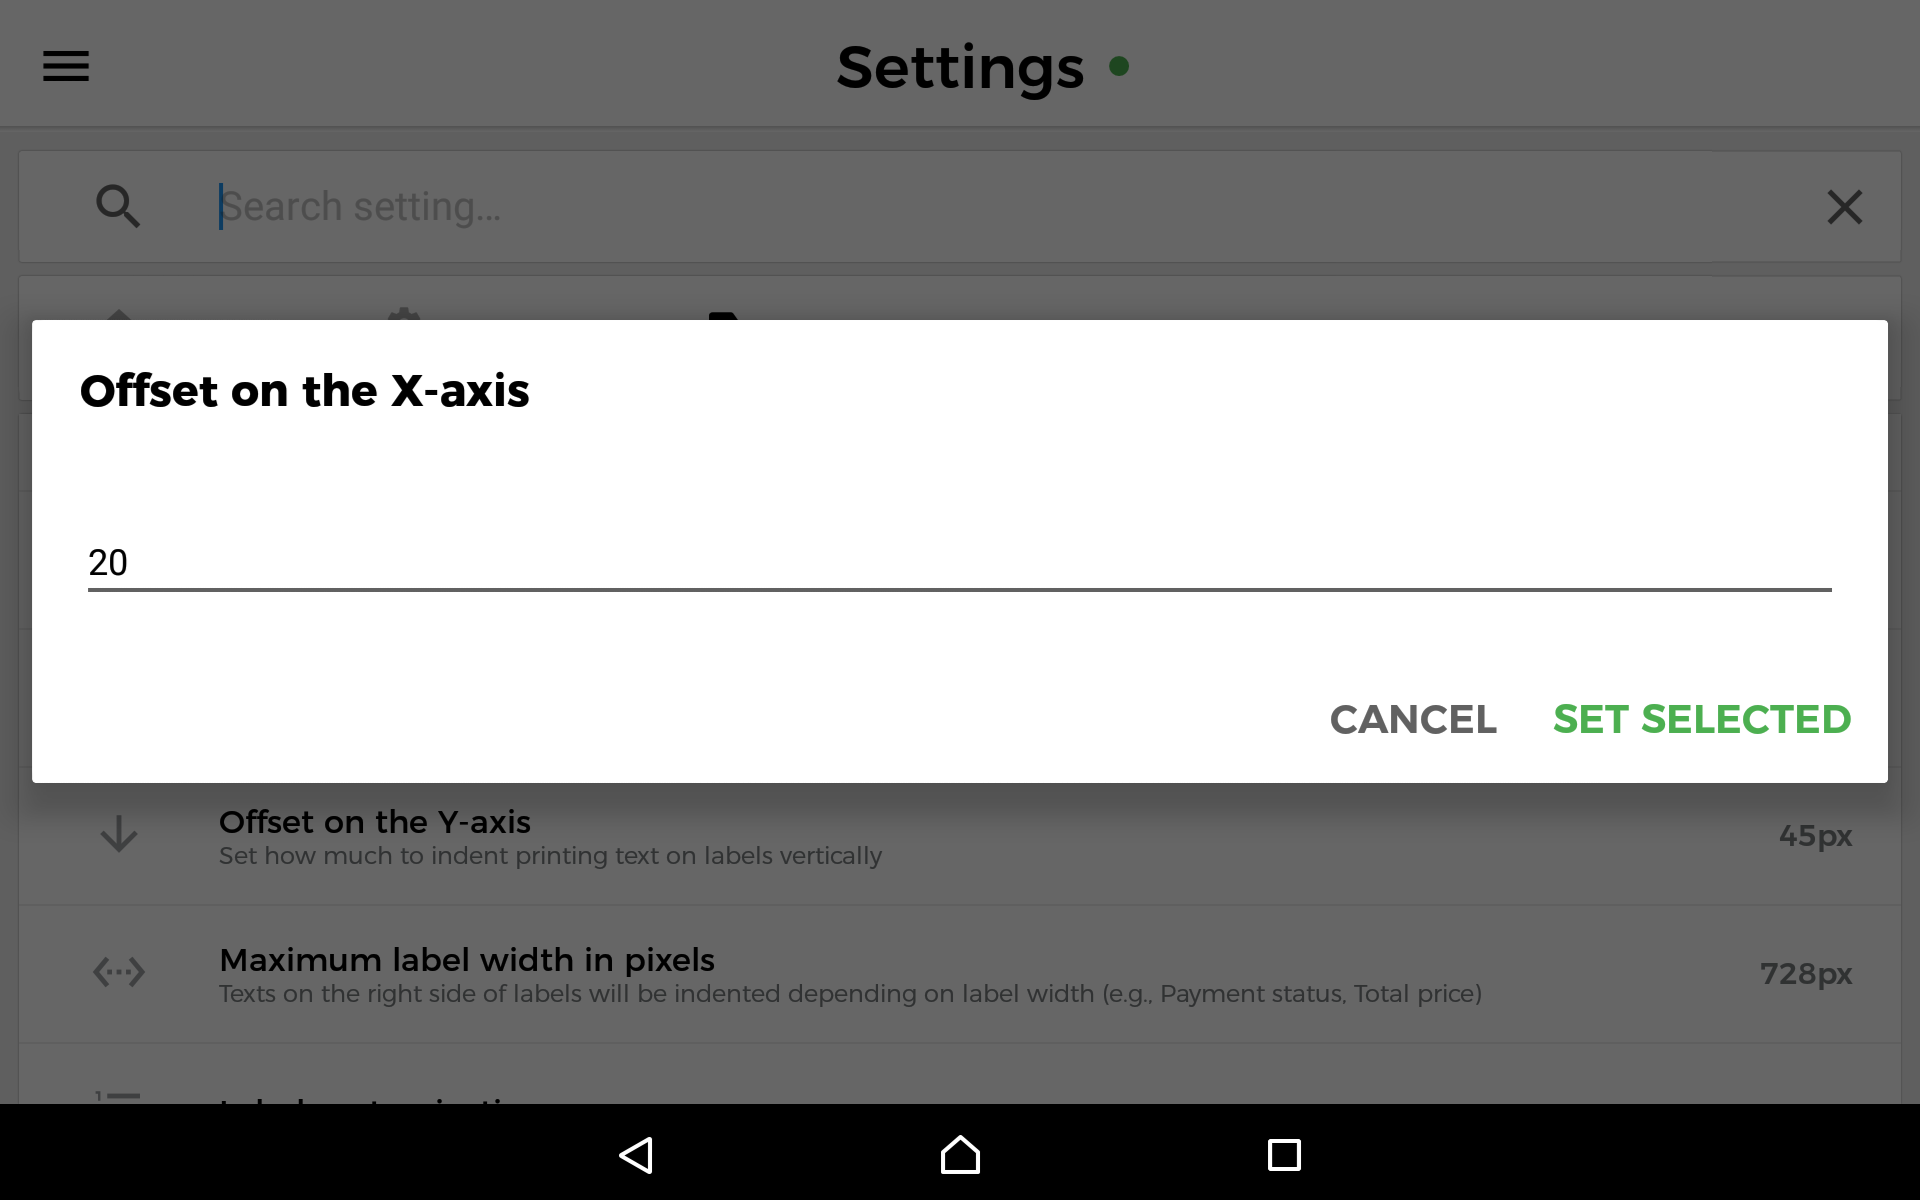 Settings
Search setting...
Offset on the X-axis
20
CANCEL SET SELECTED
Offset on the Y-axis
Set how much to indent printing text on labels vertically
45px
Maximum label width in pixels
Texts on the right side of labels will be indented depending on label width (e.g., Payment status, Total price)
728px